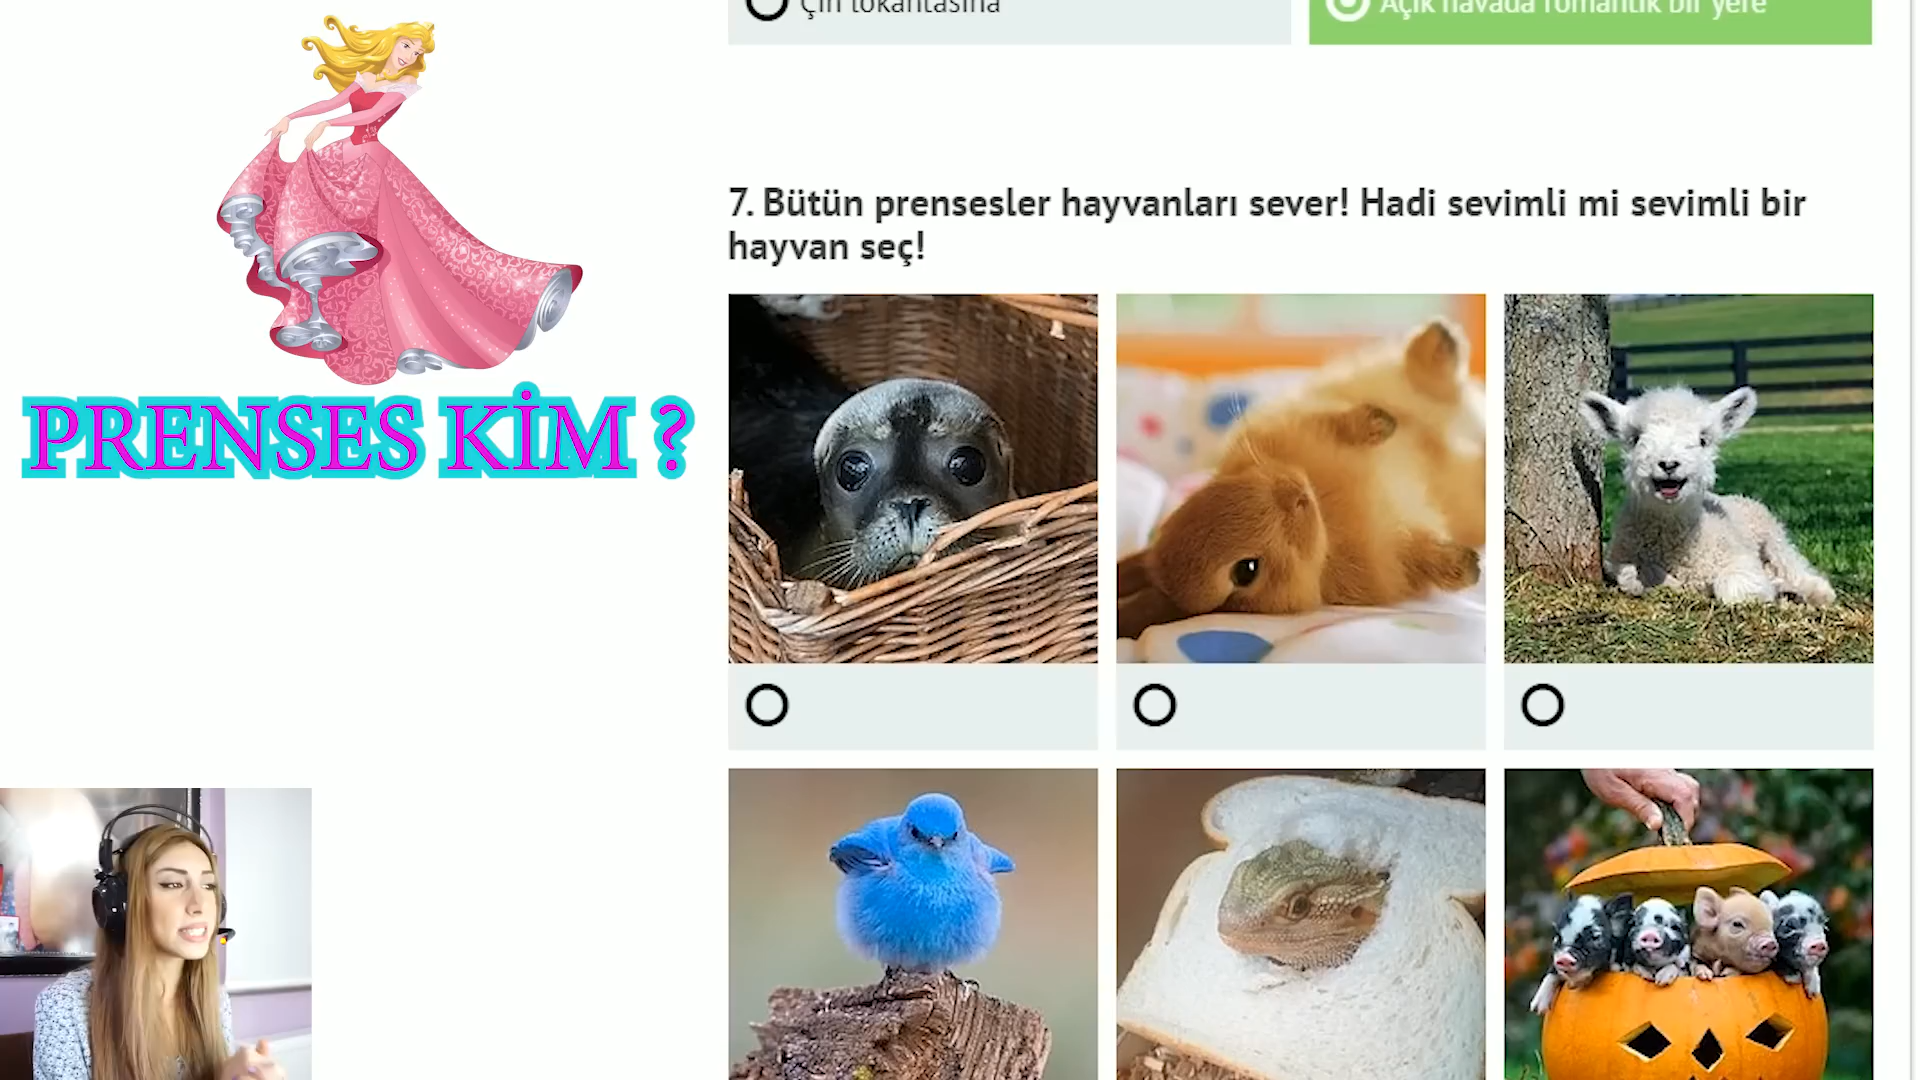 Çin lokantasına
Açık havada romantik bir yere
PRENSES KİM ?
7. Bütün prensesler hayvanları sever! Hadi sevimli mi sevimli bir
hayvan seç!